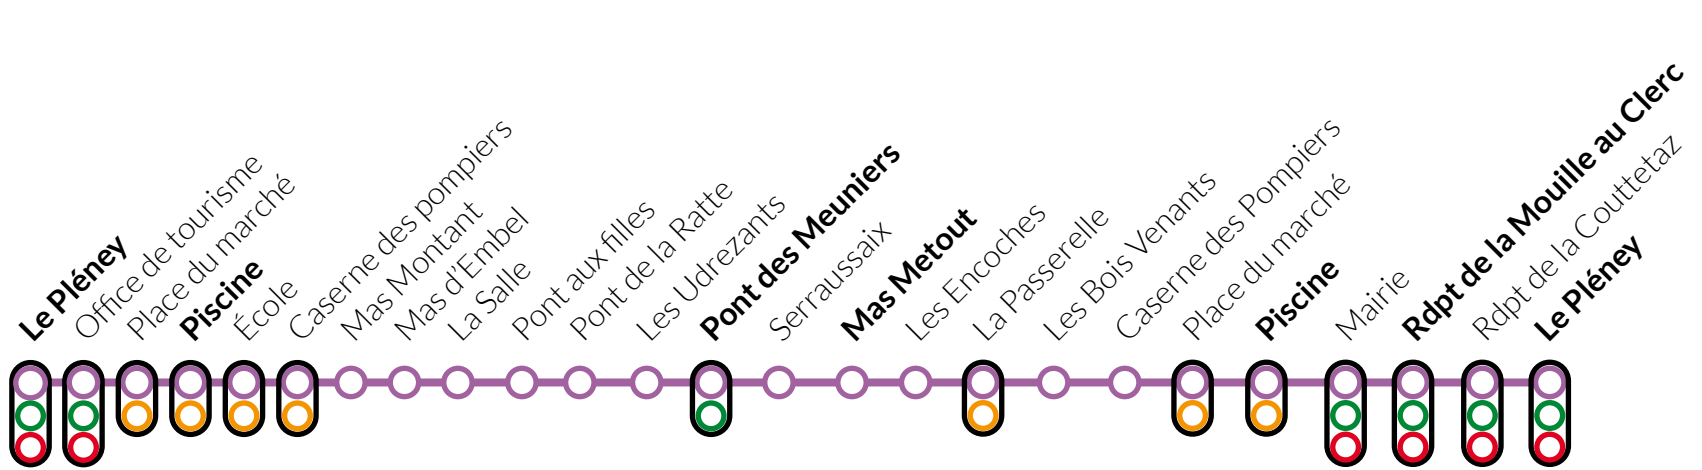 Le Pléney
Office de tourisme
Place du marché
Piscine
École
Caserne des pompiers
Mas Montant
Mas d'Embel
La Salle
Pont aux filles
Pont de la Ratte
Les Udrezants
Pont des Meuniers
Serraussaix
Mas Metout
Les Encoches
La Passerelle
Les Bois Venants
Caserne des Pompiers
Place du marché
Piscine
Mairie
Rdpt de la Mouille au Clerc
Rdpt de la Couttetaz
Le Pléney